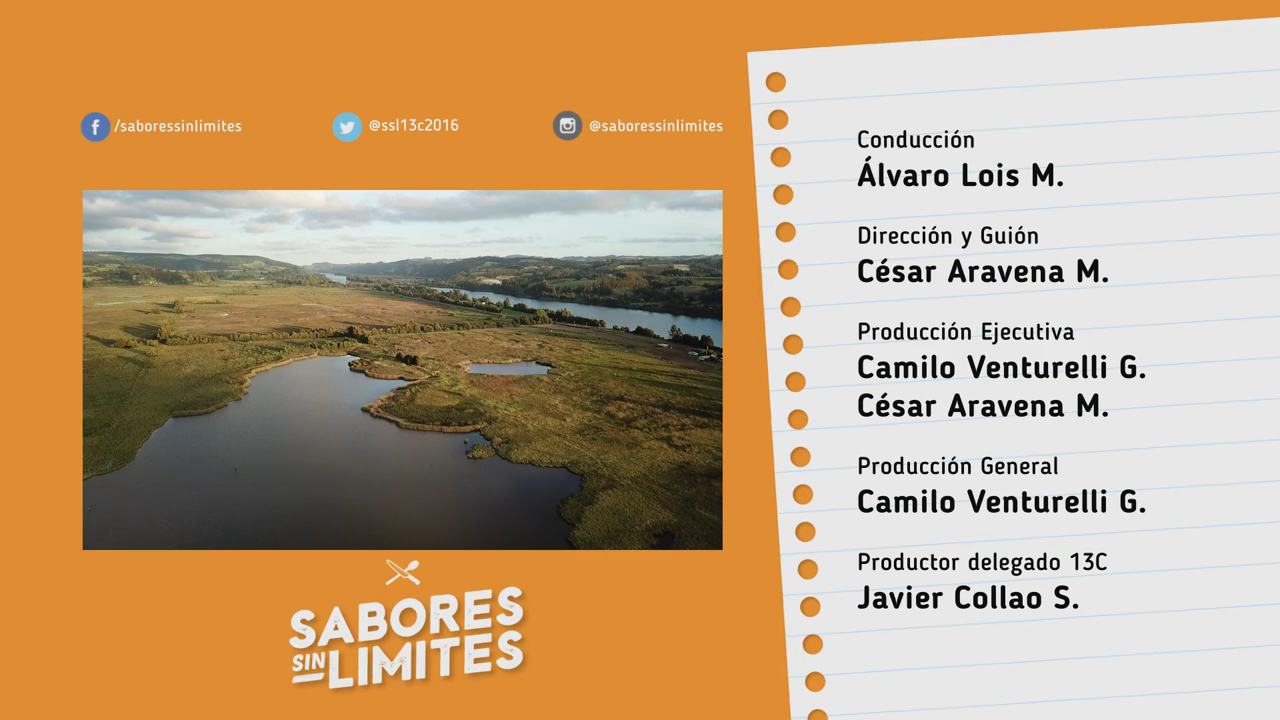 /saboressinlimites
@ssl13c2016
@saboressinlimites
SABORES
SIN LIMITES
Conducción
Álvaro Lois M.
Dirección y Guión
César Aravena M.
Producción Ejecutiva
Camilo Venturelli G.
César Aravena M.
Producción General
Camilo Venturelli G.
Productor delegado 13C
Javier Collao S.